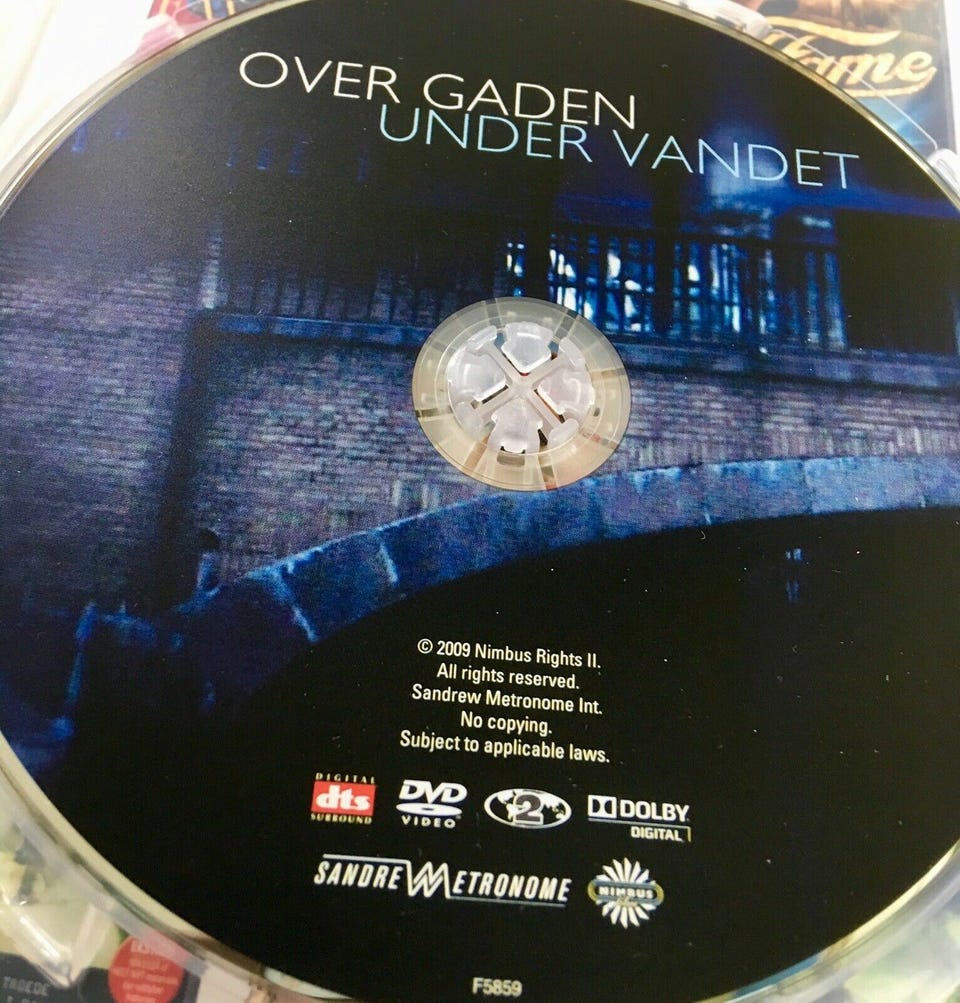 Fame
OVER GADEN
UNDER VANDET
© 2009 Nimbus Rights II.
All rights reserved.
Sandrew Metronome Int.
No copying.
Subject to applicable laws.
DIGITAL
dts
SURROUND
DVD
VIDEO
2
DOLBY
DIGITAL
SANDREW METRONOME
NIMBUS
F5859